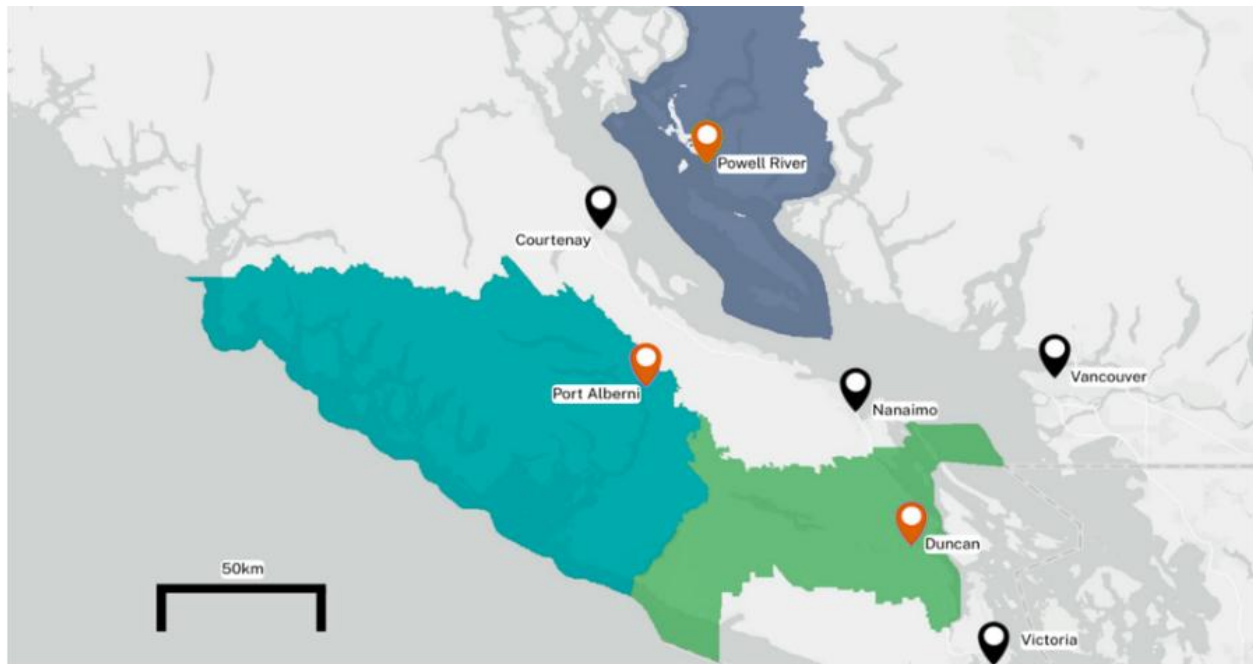 Powell River
Courtenay
Port Alberni
Vancouver
Nanaimo
Duncan
50km
Victoria